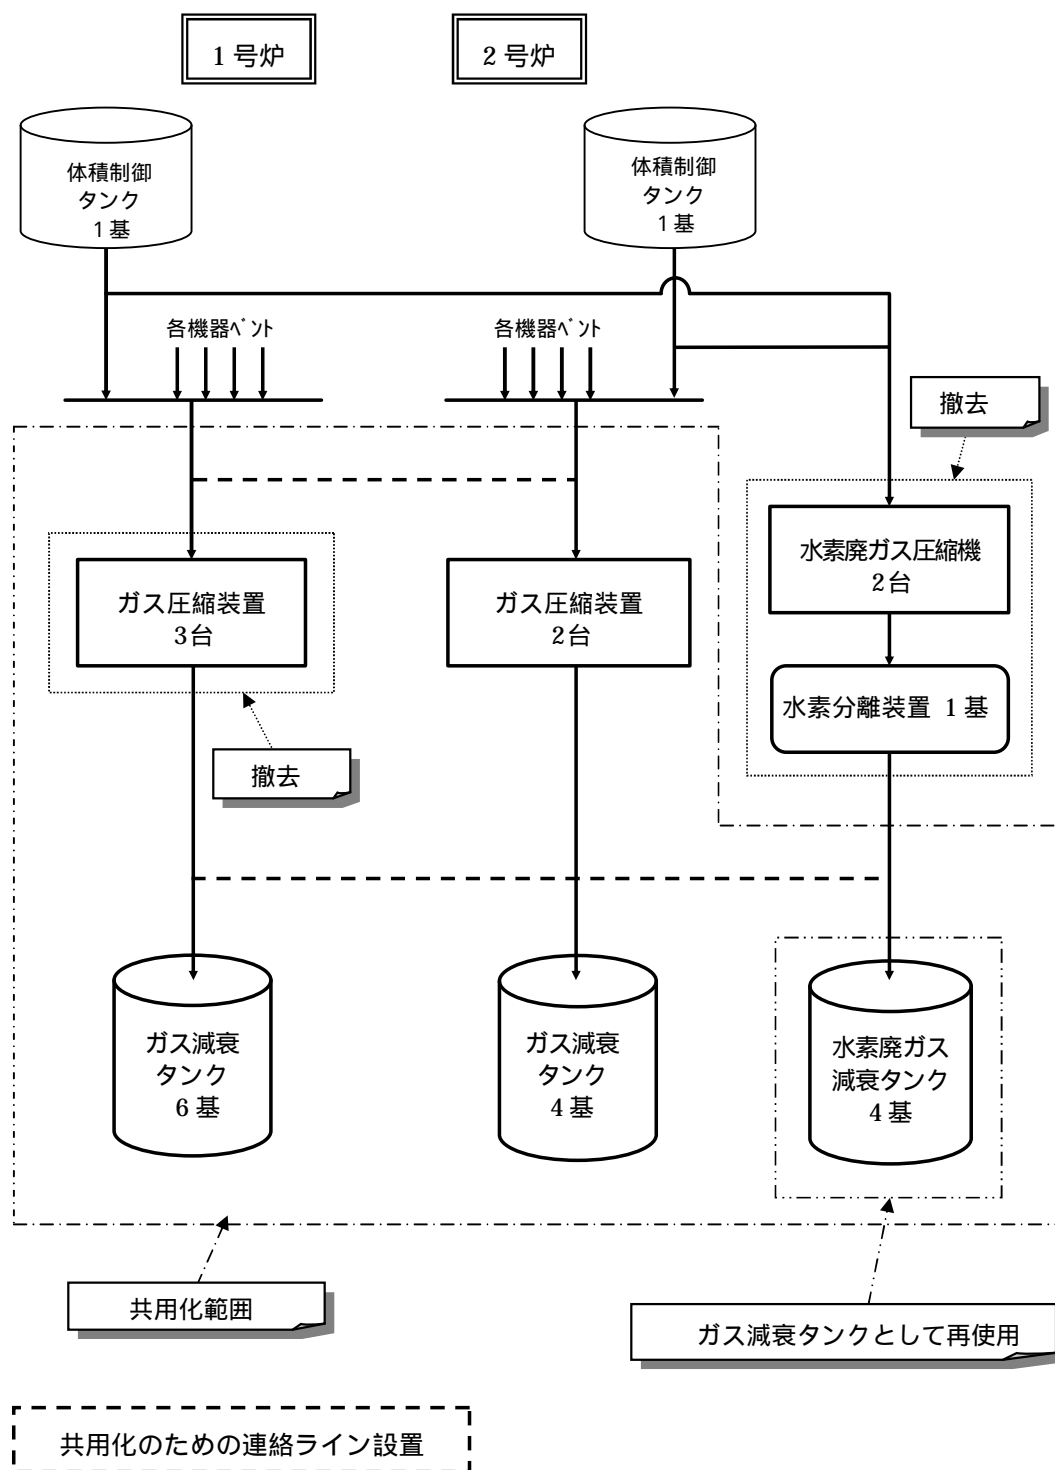 1 号炉
2 号炉
体積制御
タンク
1 基
体積制御
タンク
1 基
各機器ﾍﾞﾝﾄ
各機器ﾍﾞﾝﾄ
撤去
ガス圧縮装置
3台
ガス圧縮装置
2台
水素廃ガス圧縮機
2台
水素分離装置 1 基
撤去
ガス減衰
タンク
6 基
ガス減衰
タンク
4 基
水素廃ガス
減衰タンク
4 基
共用化範囲
ガス減衰タンクとして再使用
共用化のための連絡ライン設置